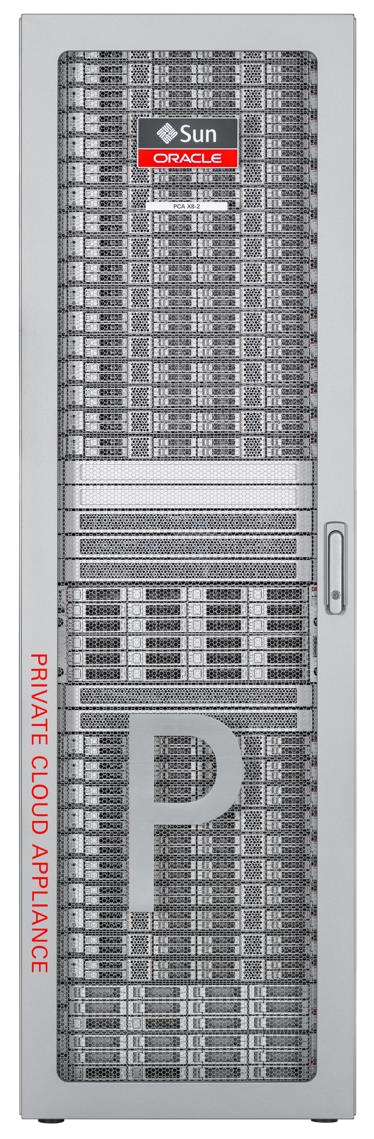 Sun
ORACLE
PCA X8-2
P
PRIVATE CLOUD APPLIANCE